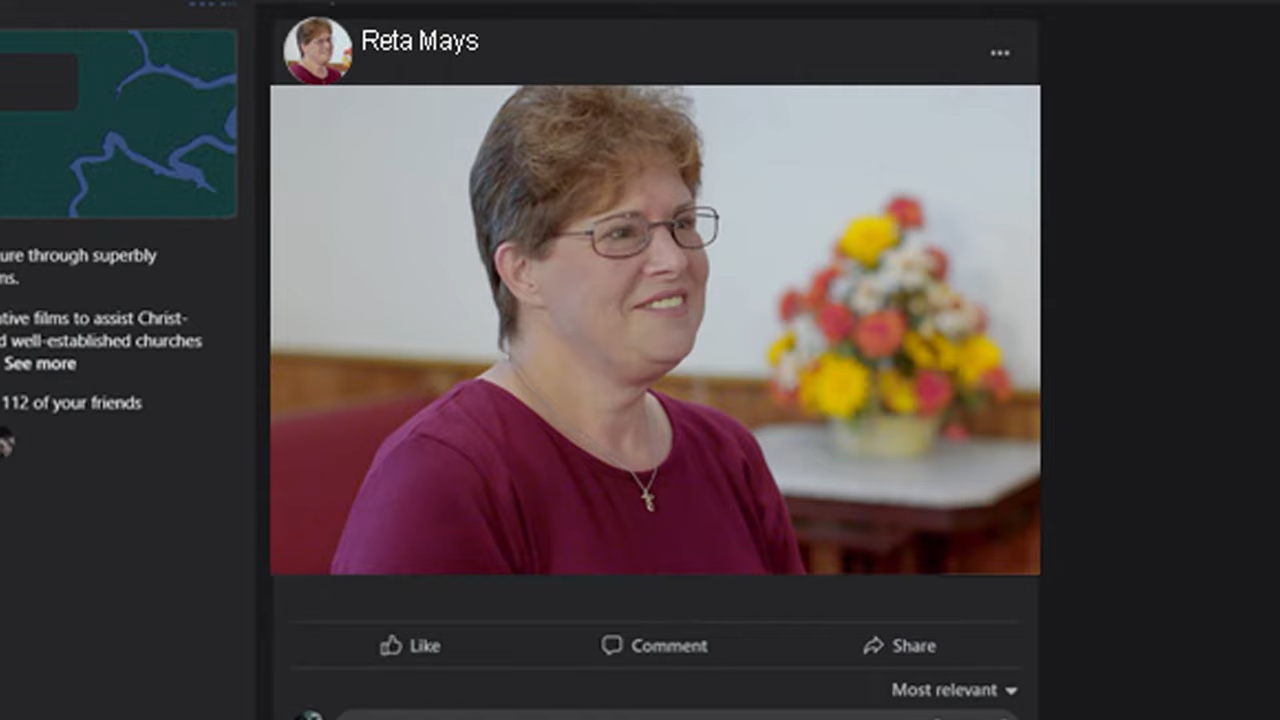 Reta Mays
ure through superbly
ns.
tive films to assist Christ-
d well-established churches
See more
112 of your friends
Like
Comment
Share
Most relevant